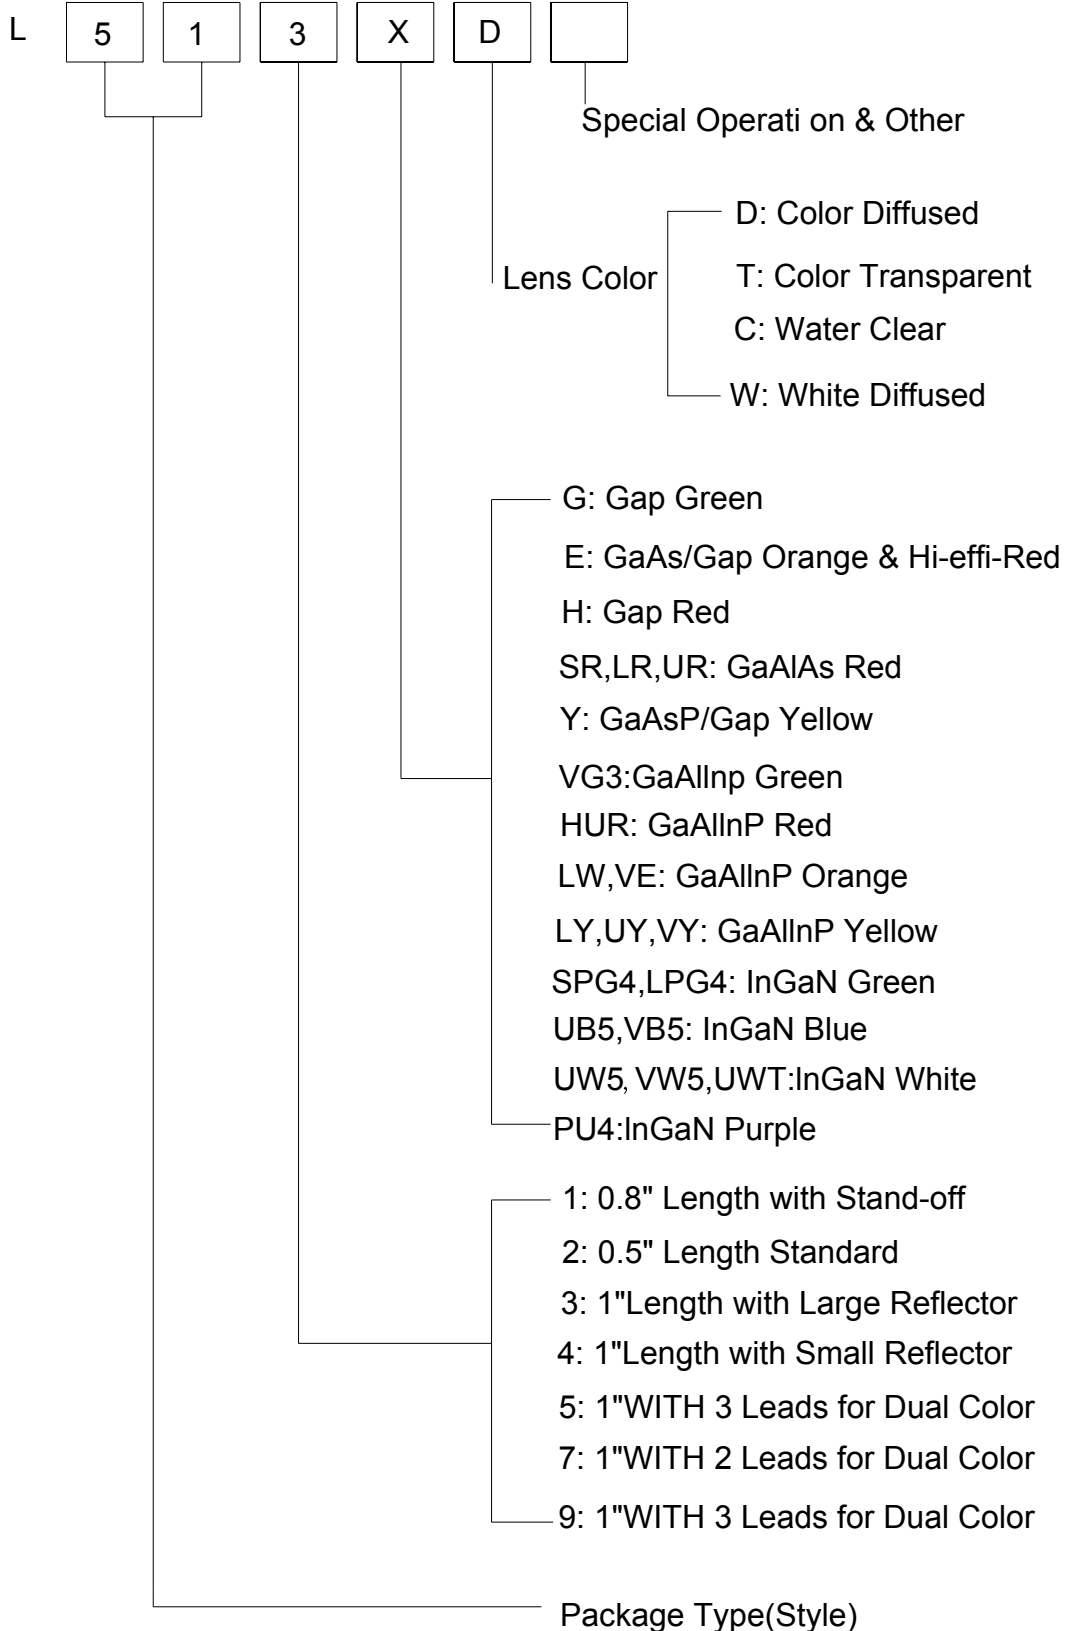 L 5 1 3 X D
Special Operati on & Other
D: Color Diffused
Lens Color
T: Color Transparent
C: Water Clear
W: White Diffused
G: Gap Green
E: GaAs/Gap Orange & Hi-effi-Red
H: Gap Red
SR,LR,UR: GaAlAs Red
Y: GaAsP/Gap Yellow
VG3:GaAlInp Green
HUR: GaAlInP Red
LW,VE: GaAlInP Orange
LY,UY,VY: GaAlInP Yellow
SPG4,LPG4: InGaN Green
UB5,VB5: InGaN Blue
UW5, VW5,UWT:InGaN White
PU4:InGaN Purple
1: 0.8" Length with Stand-off
2: 0.5" Length Standard
3: 1"Length with Large Reflector
4: 1"Length with Small Reflector
5: 1"WITH 3 Leads for Dual Color
7: 1"WITH 2 Leads for Dual Color
9: 1"WITH 3 Leads for Dual Color
Package Type(Style)